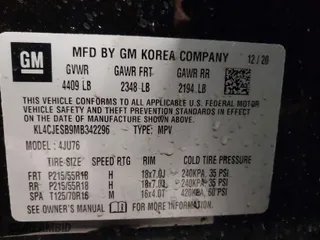 GM
MFD BY GM KOREA COMPANY
12/20
GVWR GAWR FRT GAWR RR
4409 LB 2348 LB 2194 LB
THIS VEHICLE CONFORMS TO ALL APPLICABLE U.S. FEDERAL MOTOR
VEHICLE SAFETY, BUMPER, AND THEFT PREVENTION STANDARDS IN EFFECT
ON THE DATE OF MANUFACTURE SHOWN ABOVE.
KL4CJESB9MB342296 TYPE: MPV
MODEL: 4JU76
TIRE SIZE SPEED RTG RIM COLD TIRE PRESSURE
FRT P215/55R18 H 18x7.0J 240KPA, 35 PSI
RR P215/55R18 H 18x7.0J 240KPA, 35 PSI
SPA T125/70R16 M 16x4.0T 420KPA, 60 PSI
SEE OWNER'S MANUAL FOR ADDITIONAL INFORMATION.